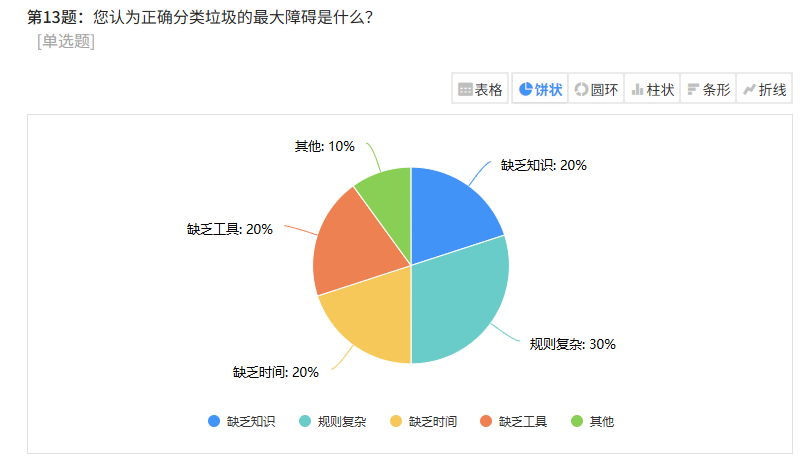 第13题：您认为正确分类垃圾的最大障碍是什么？
[单选题]
表格 饼状 圆环 柱状 条形 折线
其他: 10%
缺乏知识: 20%
缺乏工具: 20%
规则复杂: 30%
缺乏时间: 20%
缺乏知识 规则复杂 缺乏时间 缺乏工具 其他